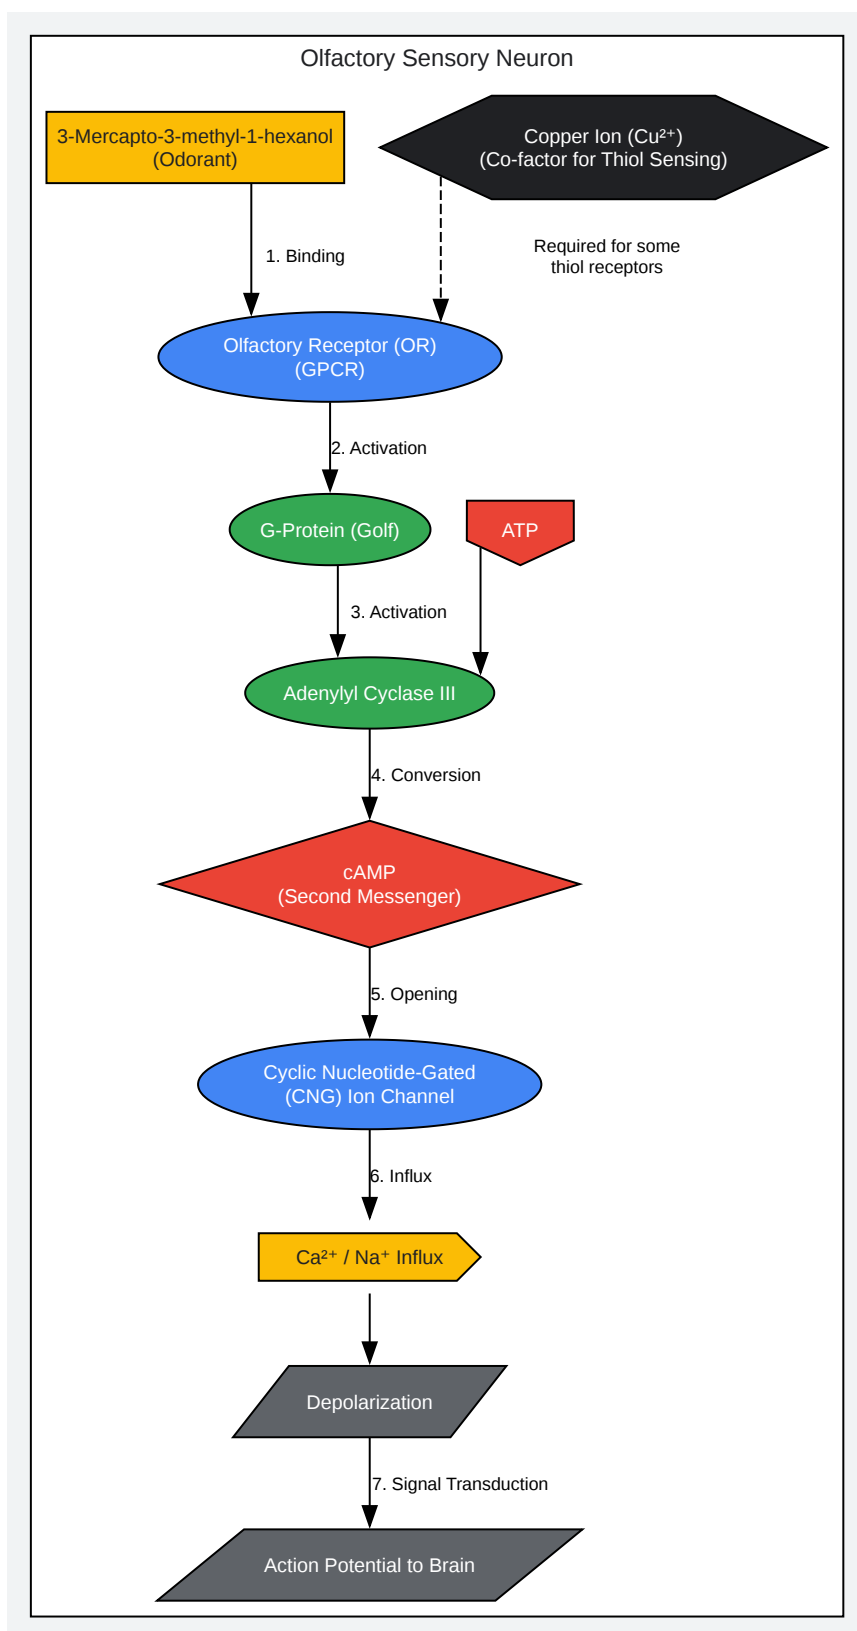 Olfactory Sensory Neuron
3-Mercapto-3-methyl-1-hexanol
(Odorant)
Copper Ion (Cu²⁺)
(Co-factor for Thiol Sensing)
1. Binding
Required for some
thiol receptors
Olfactory Receptor (OR)
(GPCR)
2. Activation
G-Protein (Golf)
ATP
3. Activation
Adenylyl Cyclase III
4. Conversion
cAMP
(Second Messenger)
5. Opening
Cyclic Nucleotide-Gated
(CNG) Ion Channel
6. Influx
Ca²⁺ / Na⁺ Influx
Depolarization
7. Signal Transduction
Action Potential to Brain